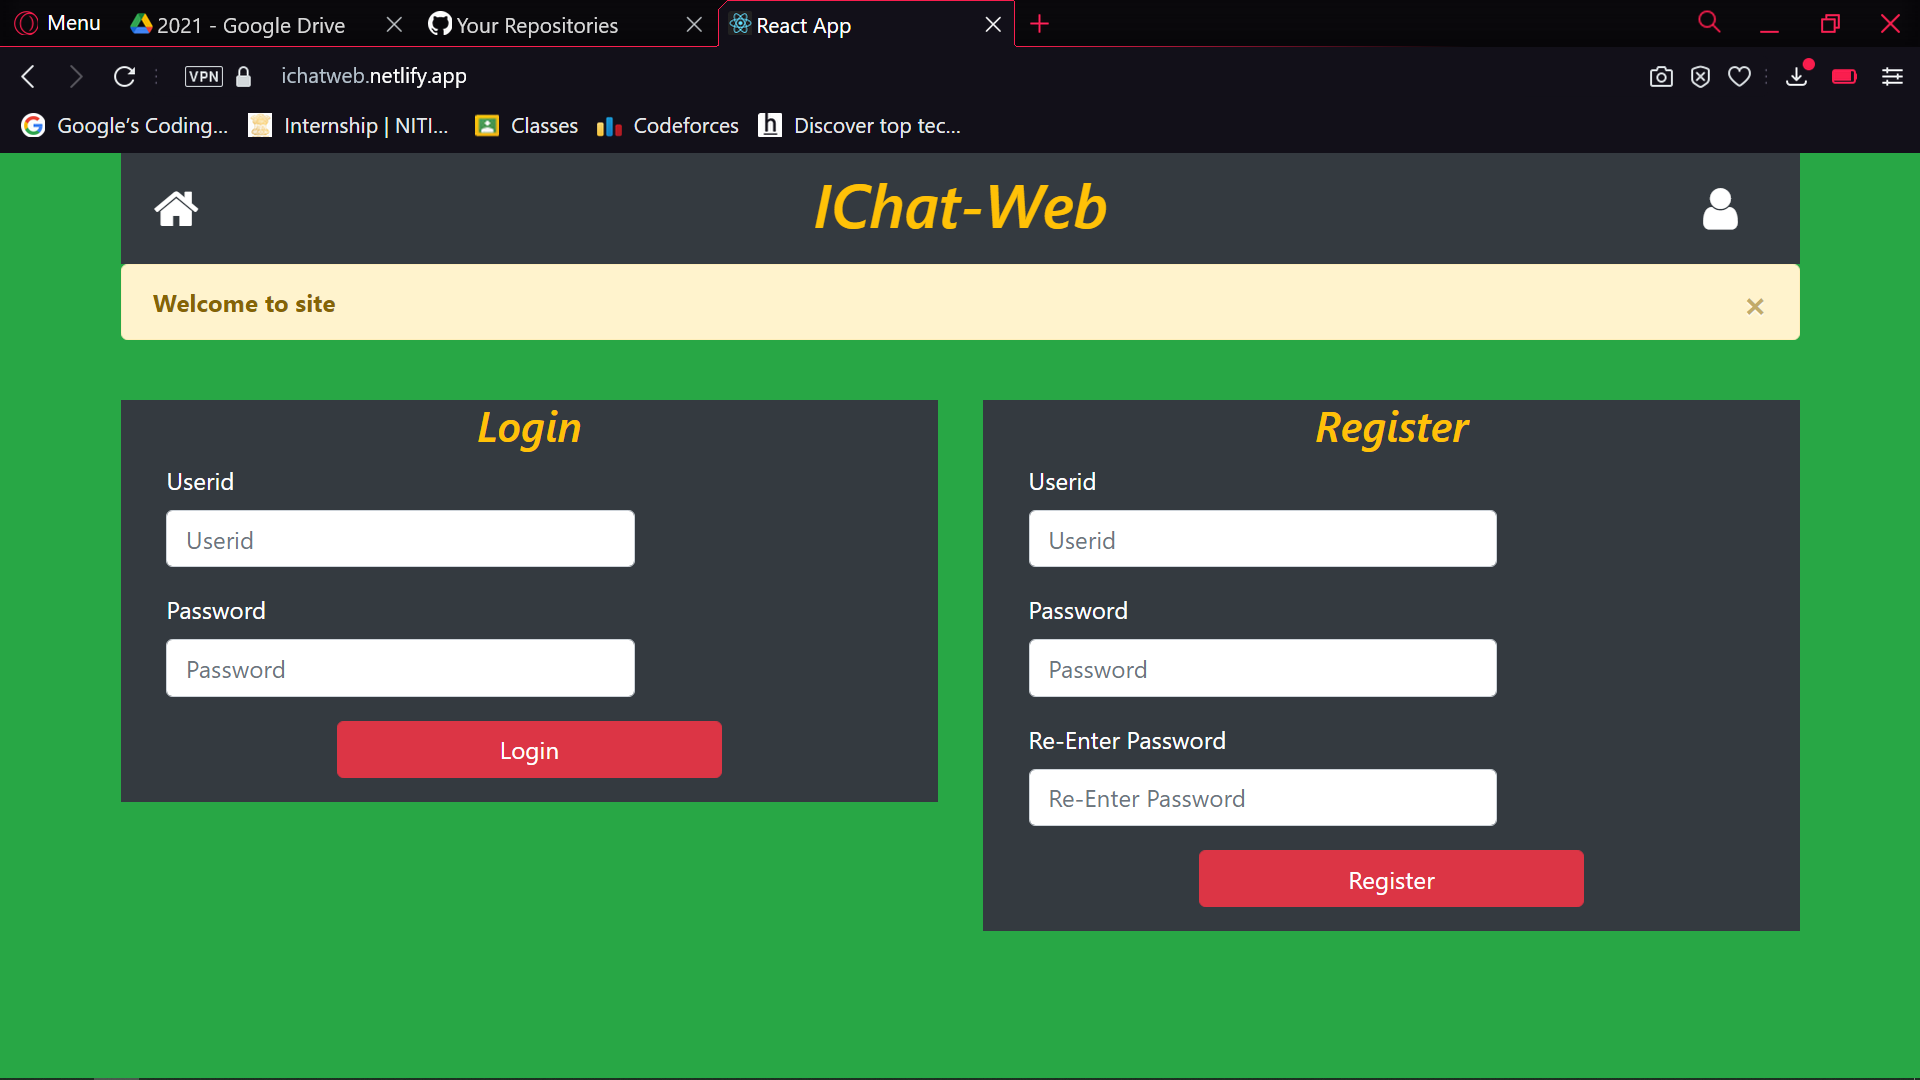 Menu
2021 - Google Drive
Your Repositories
React App
VPN
ichatweb.netlify.app
Google’s Coding...
Internship | NITI...
Classes
Codeforces
h
Discover top tec...
IChat-Web
Welcome to site
×
Login
Userid
Userid
Password
Password
Login
Register
Userid
Userid
Password
Password
Re-Enter Password
Re-Enter Password
Register